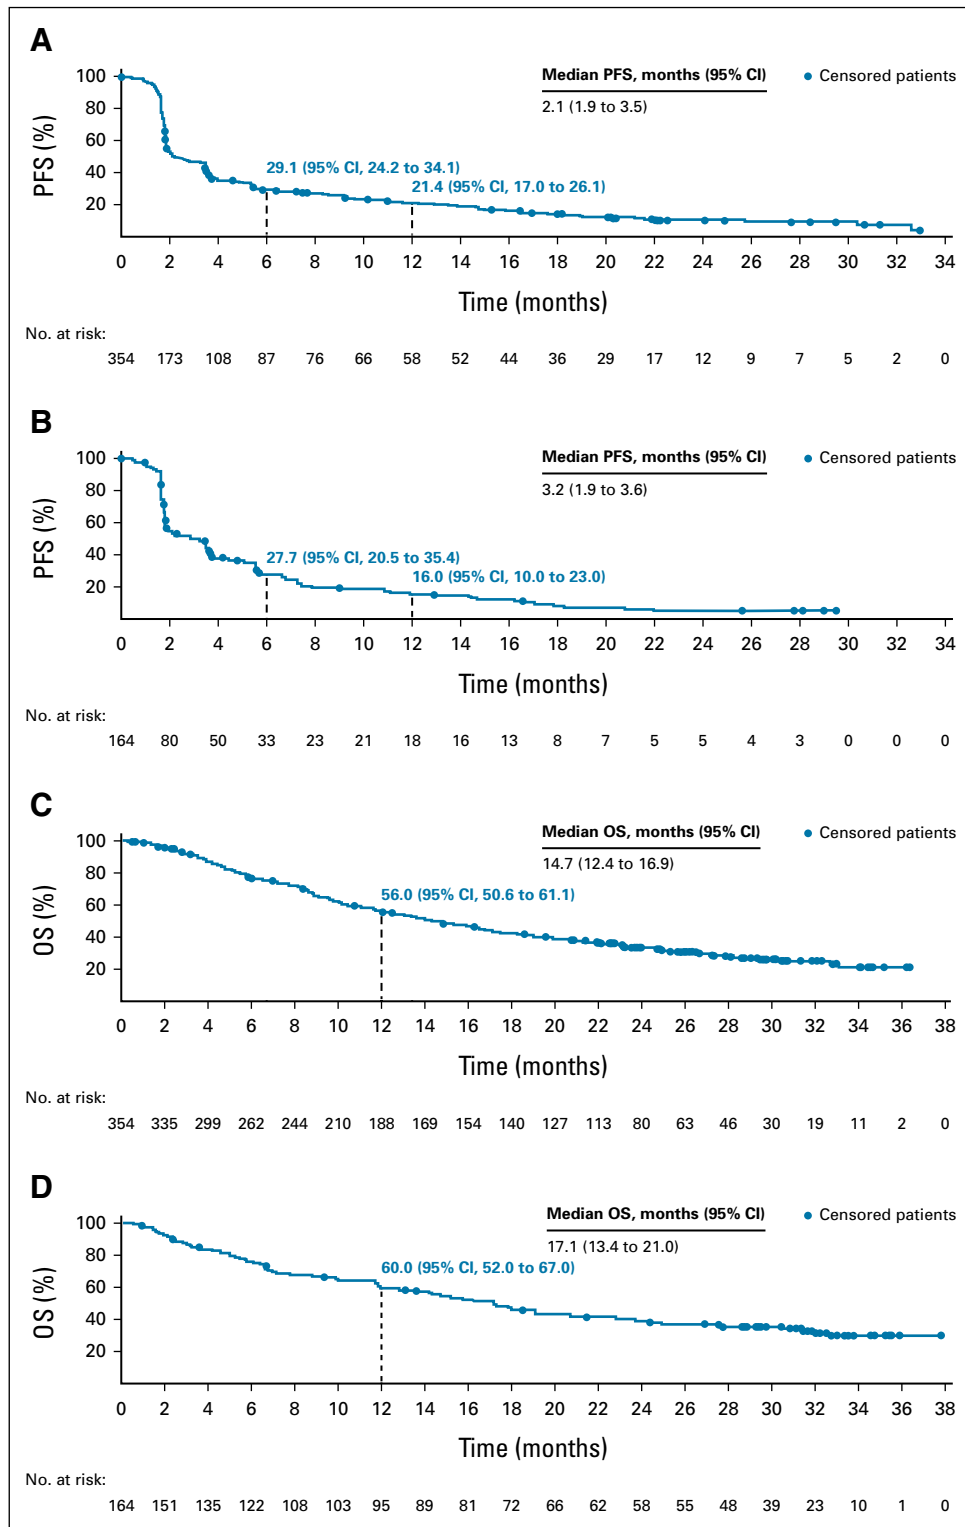 A
Median PFS, months (95% CI)
Censored patients
2.1 (1.9 to 3.5)
PFS (%)
100
80
60
40
20
29.1 (95% CI, 24.2 to 34.1)
21.4 (95% CI, 17.0 to 26.1)
0 2 4 6 8 10 12 14 16 18 20 22 24 26 28 30 32 34
Time (months)
No. at risk:
354 173 108 87 76 66 58 52 44 36 29 17 12 9 7 5 2 0
B
Median PFS, months (95% CI)
Censored patients
3.2 (1.9 to 3.6)
PFS (%)
100
80
60
40
20
27.7 (95% CI, 20.5 to 35.4)
16.0 (95% CI, 10.0 to 23.0)
0 2 4 6 8 10 12 14 16 18 20 22 24 26 28 30 32 34
Time (months)
No. at risk:
164 80 50 33 23 21 18 16 13 8 7 5 5 4 3 0 0 0
C
Median OS, months (95% CI)
Censored patients
14.7 (12.4 to 16.9)
OS (%)
100
80
60
40
20
56.0 (95% CI, 50.6 to 61.1)
0 2 4 6 8 10 12 14 16 18 20 22 24 26 28 30 32 34 36 38
Time (months)
No. at risk:
354 335 299 262 244 210 188 169 154 140 127 113 80 63 46 30 19 11 2 0
D
Median OS, months (95% CI)
Censored patients
17.1 (13.4 to 21.0)
OS (%)
100
80
60
40
20
60.0 (95% CI, 52.0 to 67.0)
0 2 4 6 8 10 12 14 16 18 20 22 24 26 28 30 32 34 36 38
Time (months)
No. at risk:
164 151 135 122 108 103 95 89 81 72 66 62 58 55 48 39 23 10 1 0